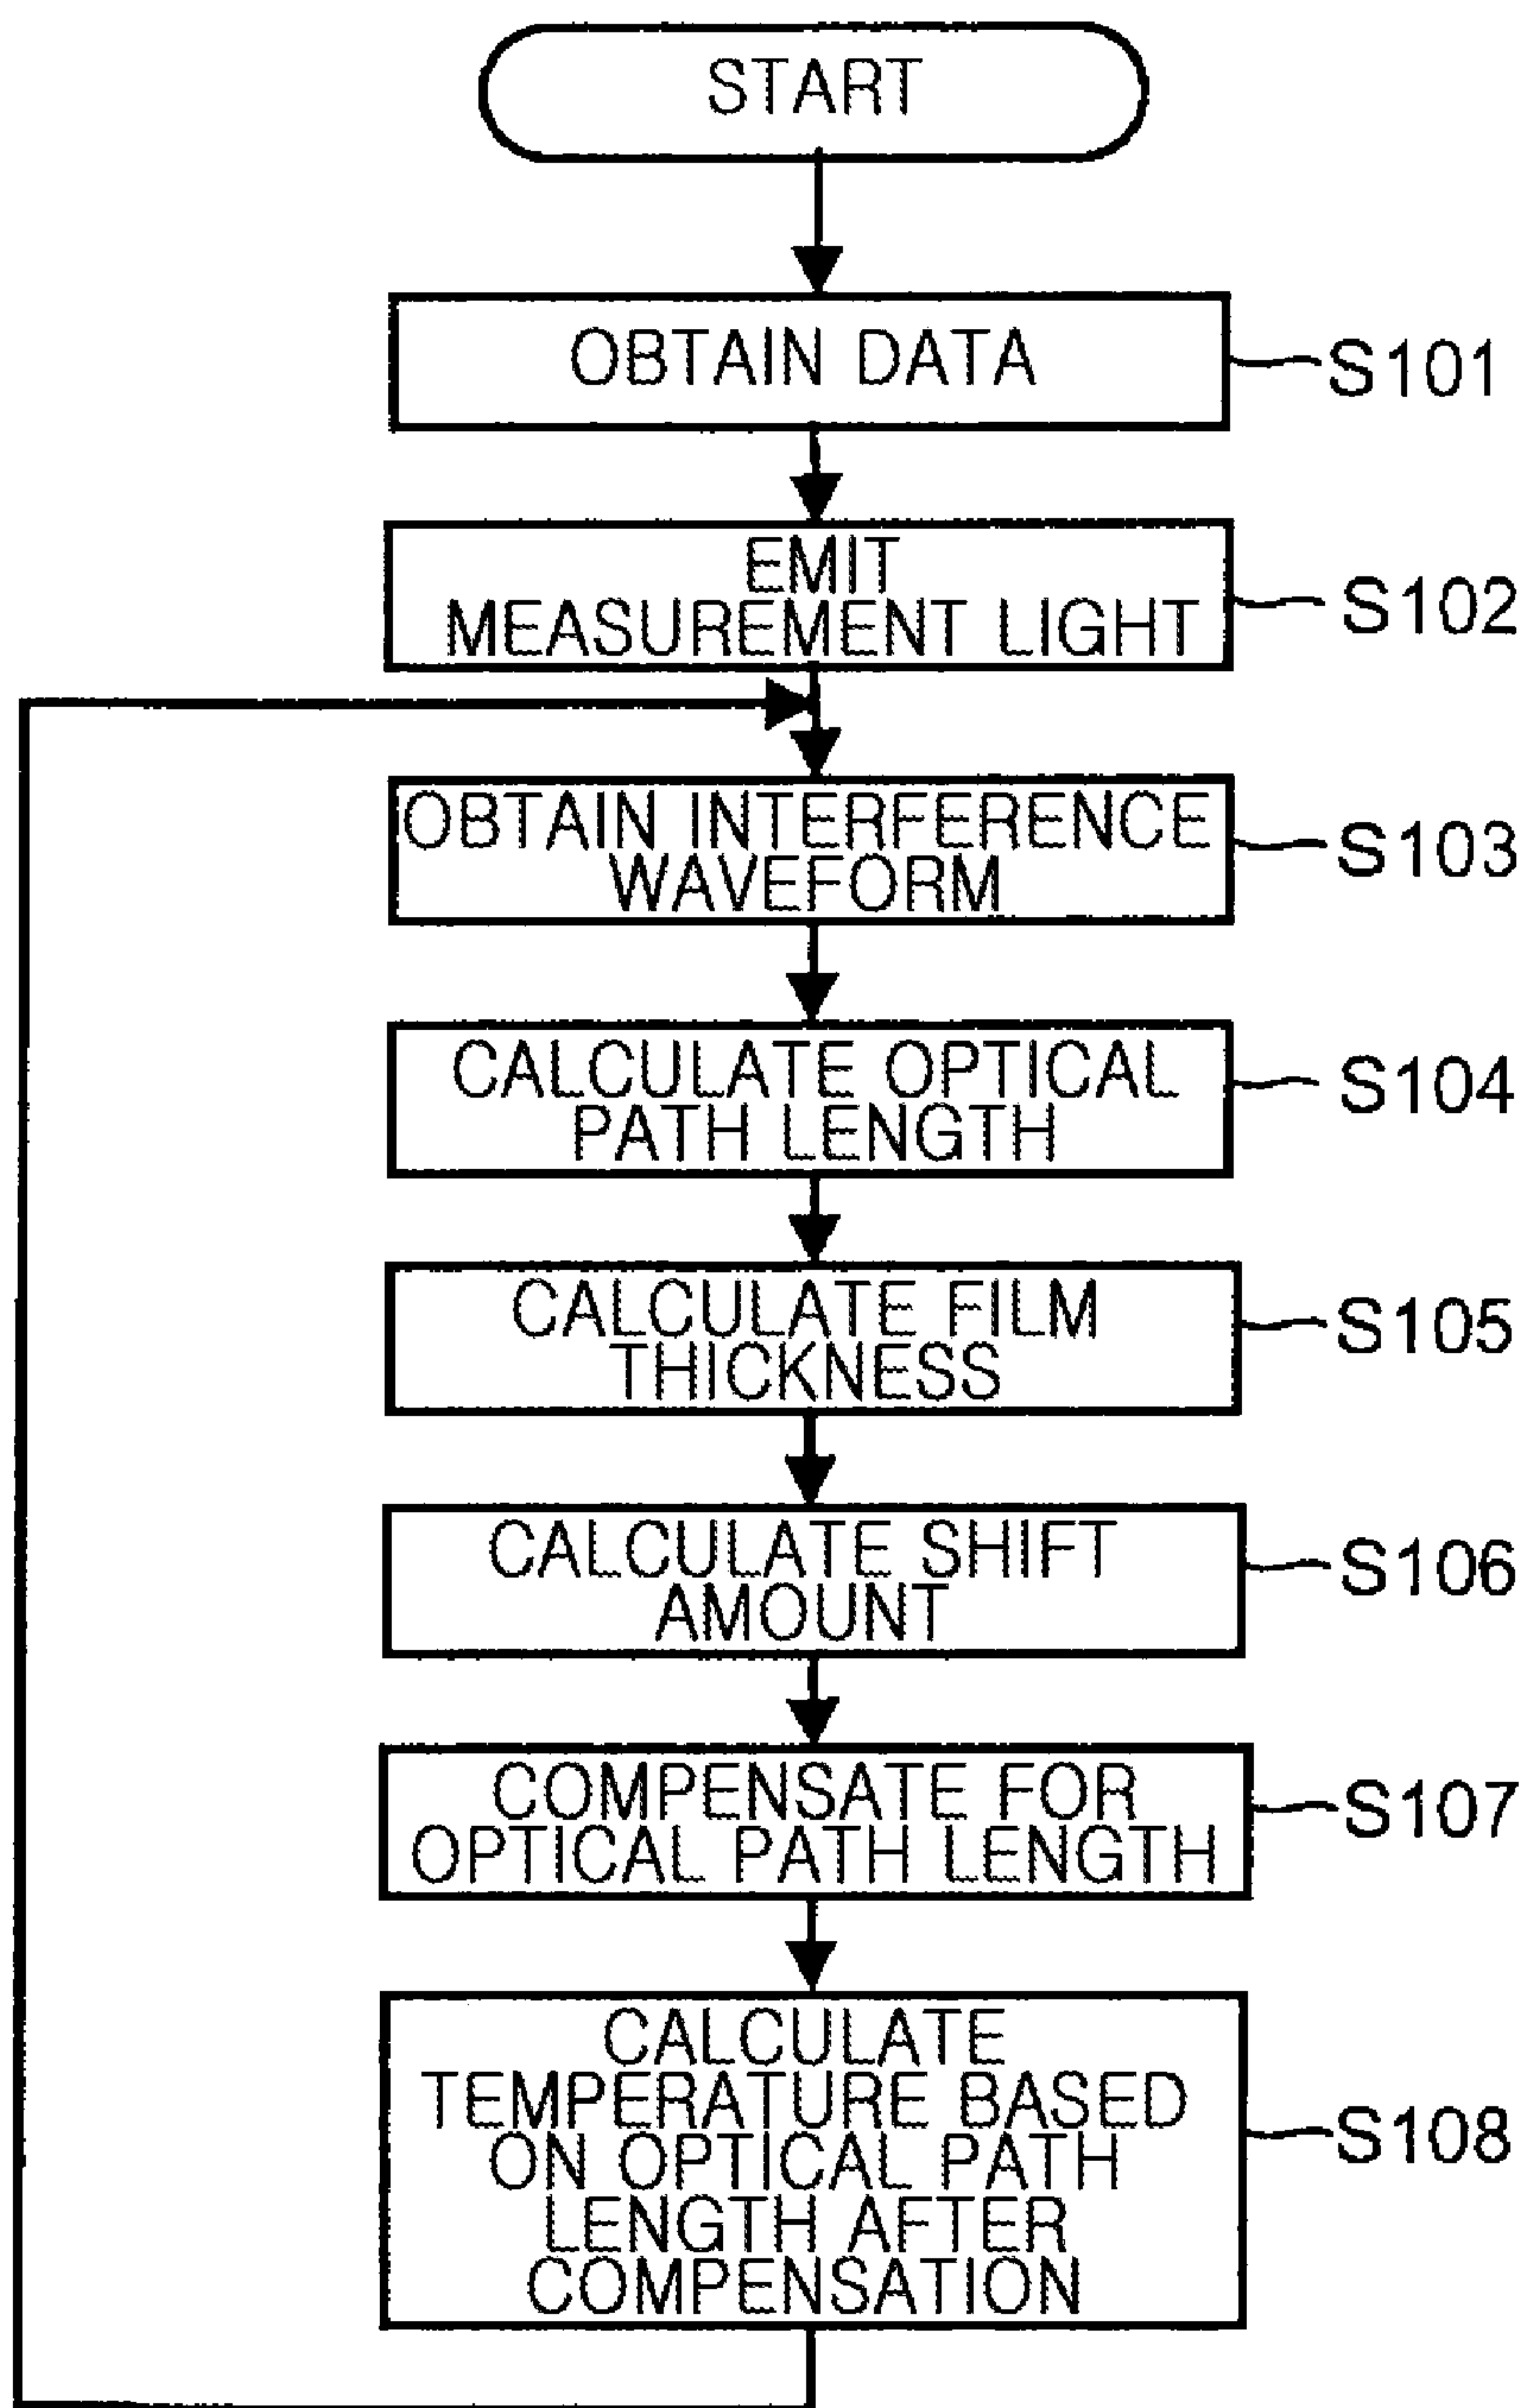 START
OBTAIN DATA
S101
EMIT
MEASUREMENT LIGHT
S102
OBTAIN INTERFERENCE
WAVEFORM
S103
CALCULATE OPTICAL
PATH LENGTH
S104
CALCULATE FILM
THICKNESS
S105
CALCULATE SHIFT
AMOUNT
S106
COMPENSATE FOR
OPTICAL PATH LENGTH
S107
CALCULATE
TEMPERATURE BASED
ON OPTICAL PATH
LENGTH AFTER
COMPENSATION
S108